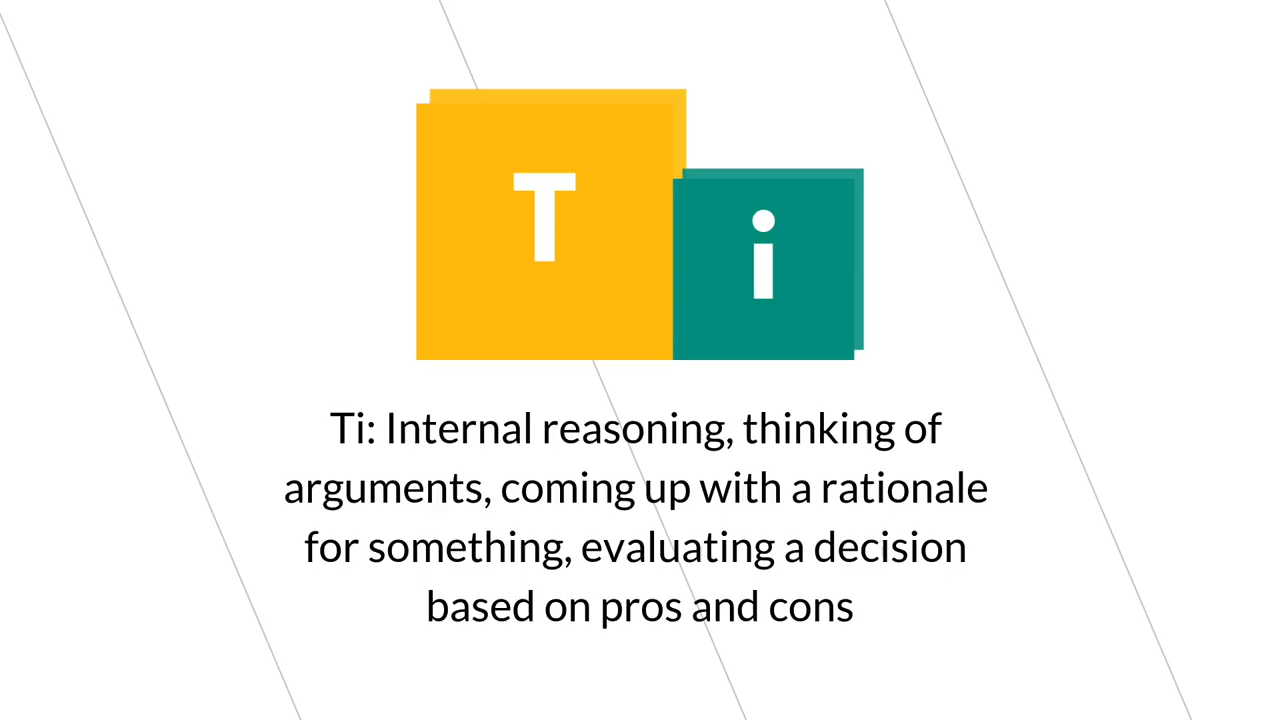 T i
Ti: Internal reasoning, thinking of
arguments, coming up with a rationale
for something, evaluating a decision
based on pros and cons